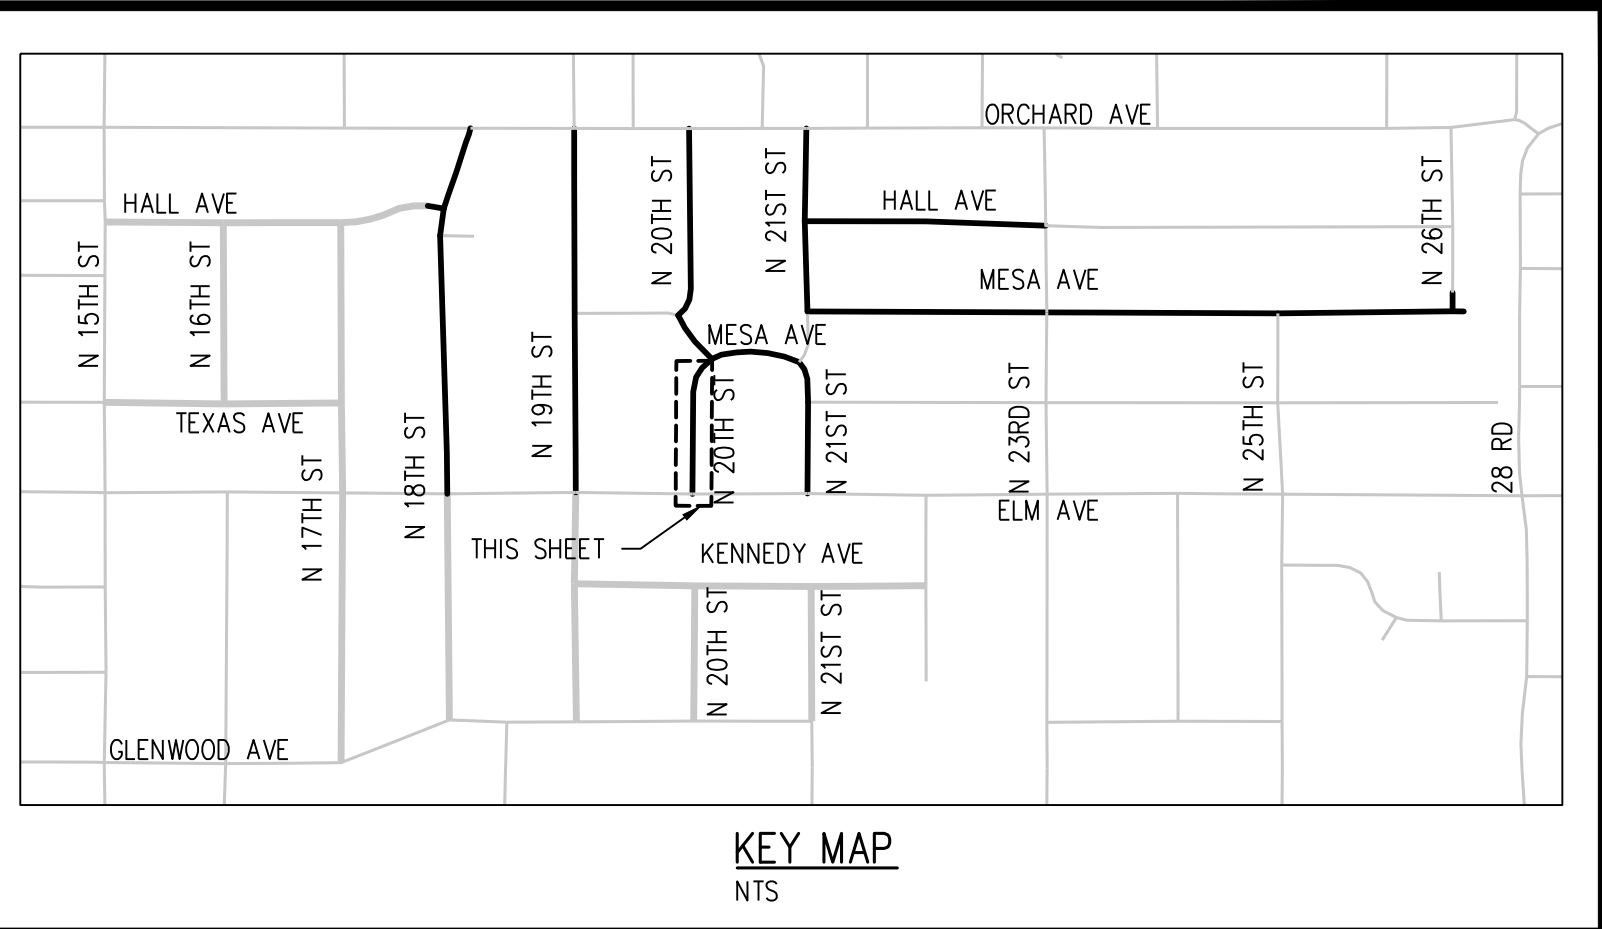 ORCHARD AVE
HALL AVE
N 15TH ST
N 16TH ST
N 20TH ST
N 21ST ST
HALL AVE
N 26TH ST
MESA AVE
MESA AVE
N 19TH ST
TEXAS AVE
N 17TH ST
N 18TH ST
N 20TH ST
N 21ST ST
N 23RD ST
N 25TH ST
28 RD
ELM AVE
THIS SHEET
KENNEDY AVE
N 20TH ST
N 21ST ST
GLENWOOD AVE
KEY MAP
NTS